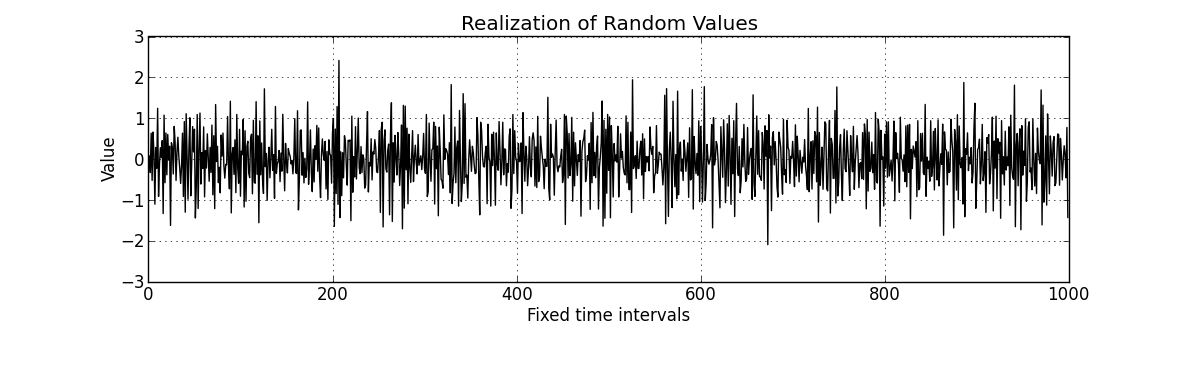 Realization of Random Values
3
2
1
0
−1
−2
−3
Value
0 200 400 600 800 1000
Fixed time intervals